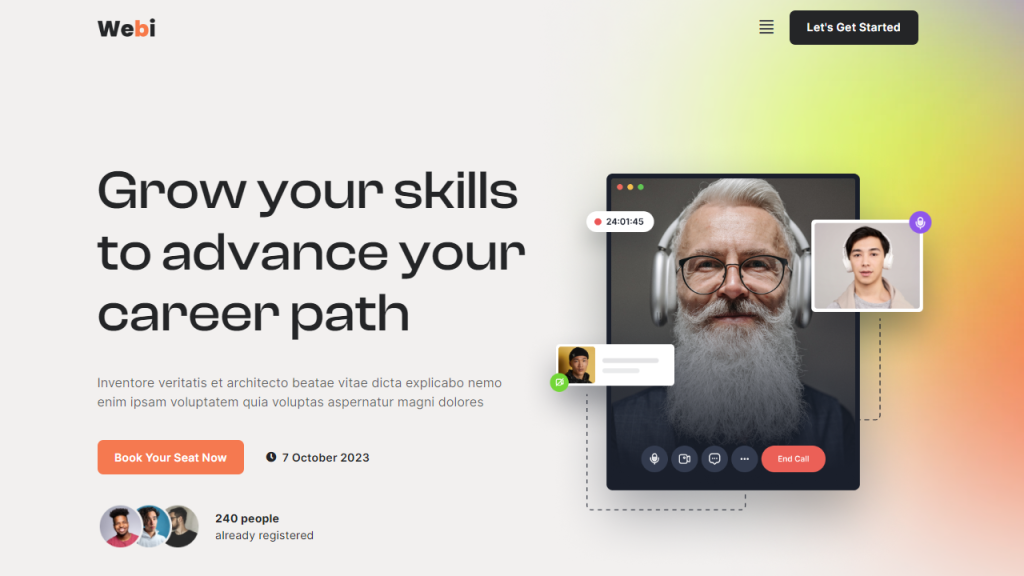 Webi
Let's Get Started
Grow your skills
to advance your
career path
Inventore veritatis et architecto beatae vitae dicta explicabo nemo
enim ipsam voluptatem quia voluptas aspernatur magni dolores
Book Your Seat Now
7 October 2023
240 people
already registered
24:01:45
End Call